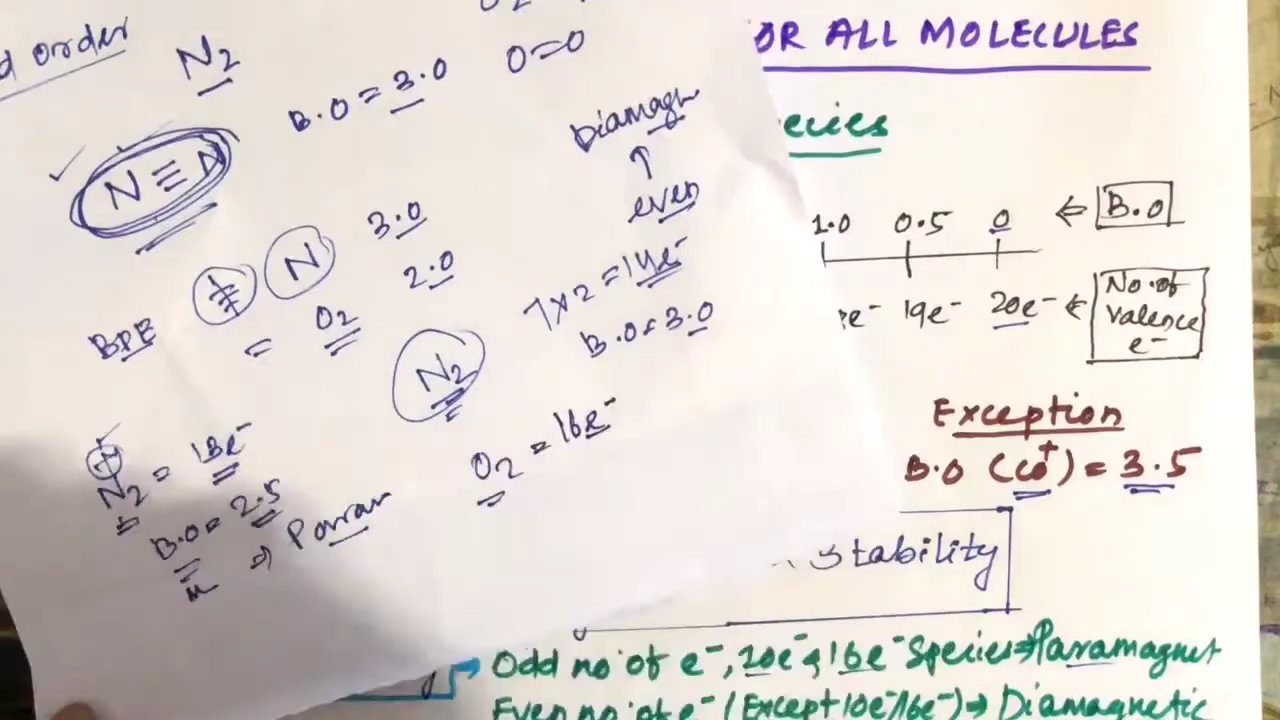 d order
N2
B.O = 3.0
O=O
N≡N
Diamagn
even
7x2 = 14e-
B.O = 3.0
N
3.0
2.0
BPE
= O2
N2
N2 = 13e-
B.O = 2.5
⇒ Param
O2 = 16e-
OR ALL MOLECULES
ecies
1.0 0.5 0 ⇐ B.O
e- 19e- 20e- ⇐ No. of valence e-
Exception
B.O (CO+) = 3.5
Stability
Odd no of e-, 10e- & 16e- Species ⇒ Paramagnet
Even no of e- (Except 10e-/16e-) ⇒ Diamagnetic